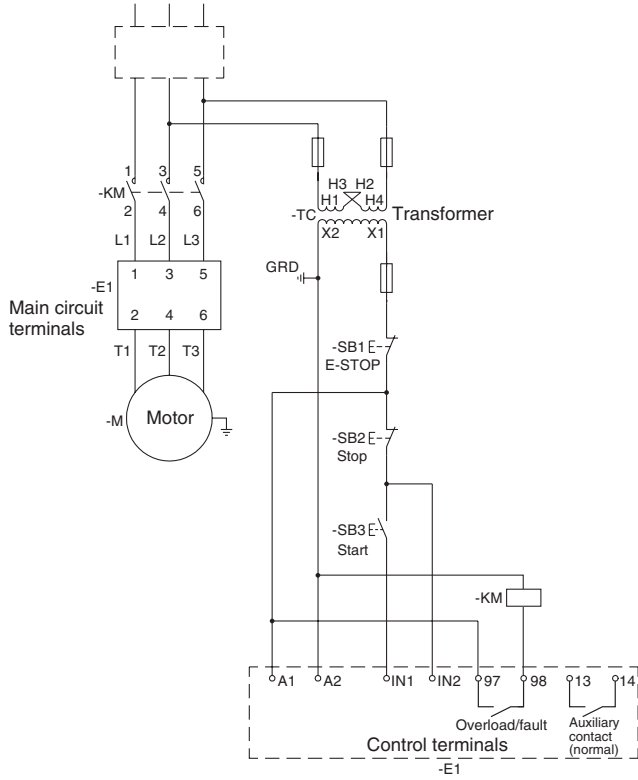 1
3
5
-KM
2
4
6
L1
L2
L3
-E1
1
3
5
2
4
6
Main circuit
terminals
T1
T2
T3
-M
Motor
H3
H2
H1
H4
-TC
Transformer
X2
X1
GRD
-SB1
E-STOP
-SB2
Stop
-SB3
Start
-KM
A1
A2
IN1
IN2
97
98
13
14
Overload/fault
Auxiliary
contact
(normal)
Control terminals
-E1